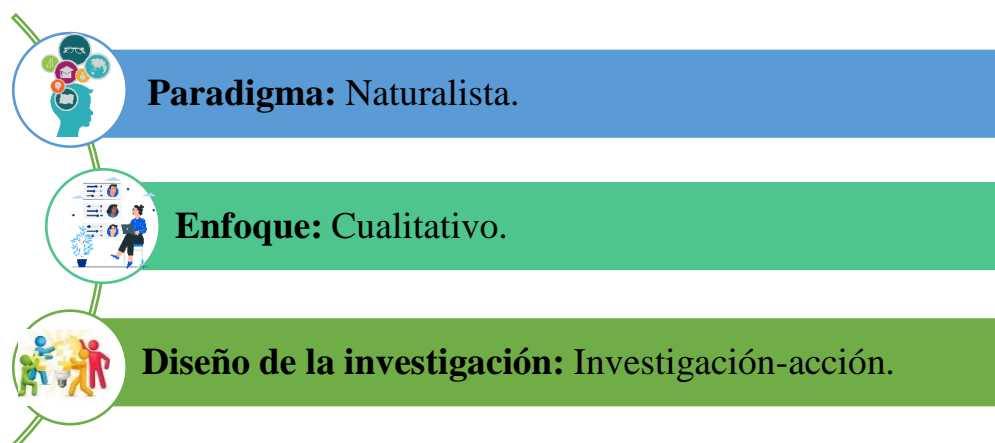 Paradigma: Naturalista.
Enfoque: Cualitativo.
Diseño de la investigación: Investigación-acción.